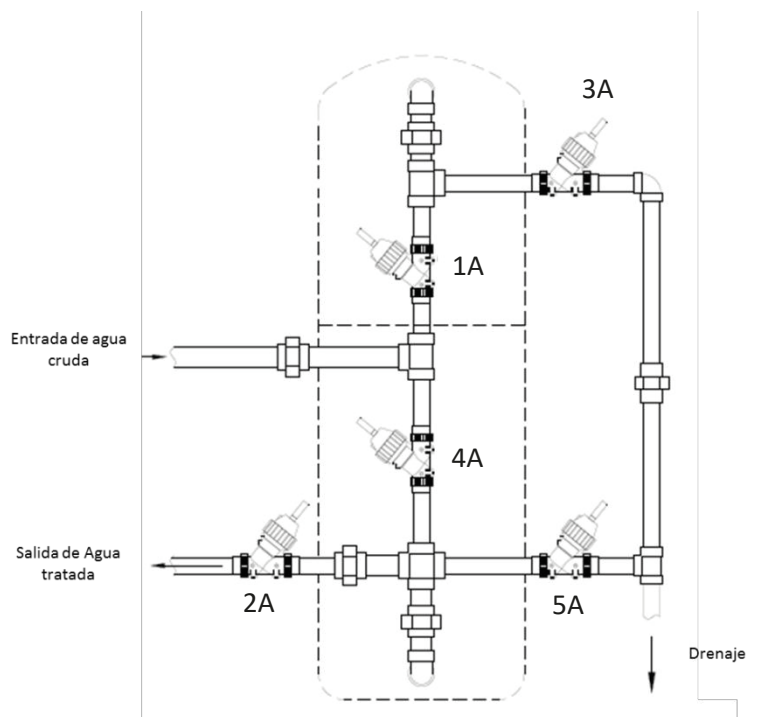 3A
1A
Entrada de agua
cruda
4A
Salida de Agua
tratada
2A
5A
Drenaje